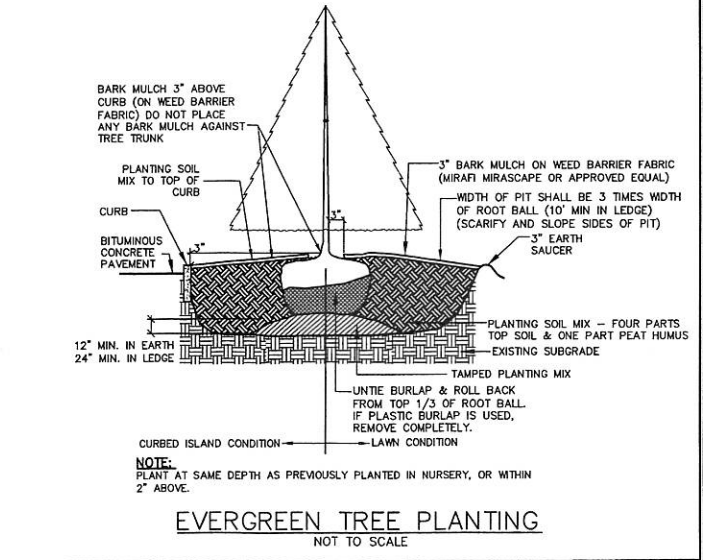 BARK MULCH 3" ABOVE
CURB (ON WEED BARRIER
FABRIC) DO NOT PLACE
ANY BARK MULCH AGAINST
TREE TRUNK
PLANTING SOIL
MIX TO TOP OF
CURB
CURB
BITUMINOUS
CONCRETE
PAVEMENT
3"
3"
3" BARK MULCH ON WEED BARRIER FABRIC
(MIRAFI MIRASCAPE OR APPROVED EQUAL)
WIDTH OF PIT SHALL BE 3 TIMES WIDTH
OF ROOT BALL (10' MIN IN LEDGE)
(SCARIFY AND SLOPE SIDES OF PIT)
3" EARTH
SAUCER
12" MIN. IN EARTH
24" MIN. IN LEDGE
PLANTING SOIL MIX - FOUR PARTS
TOP SOIL & ONE PART PEAT HUMUS
EXISTING SUBGRADE
TAMPED PLANTING MIX
UNTIE BURLAP & ROLL BACK
FROM TOP 1/3 OF ROOT BALL.
IF PLASTIC BURLAP IS USED,
REMOVE COMPLETELY.
CURBED ISLAND CONDITION
LAWN CONDITION
NOTE:
PLANT AT SAME DEPTH AS PREVIOUSLY PLANTED IN NURSERY, OR WITHIN
2" ABOVE.
EVERGREEN TREE PLANTING
NOT TO SCALE